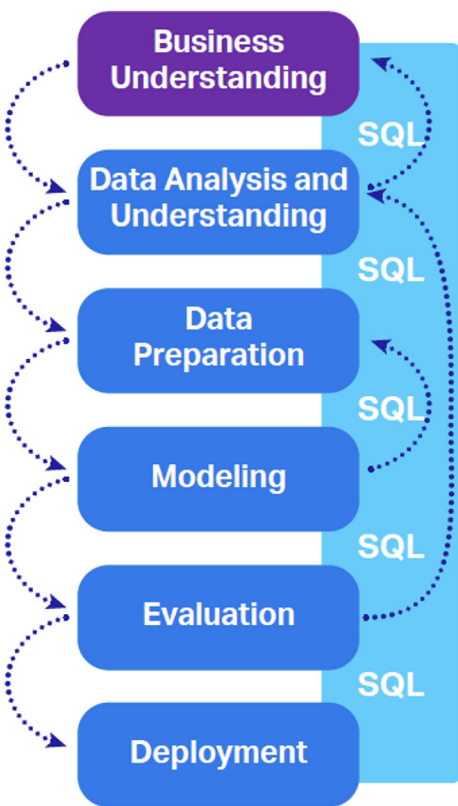 Business
Understanding
SQL
Data Analysis and
Understanding
SQL
Data
Preparation
SQL
Modeling
SQL
Evaluation
SQL
Deployment